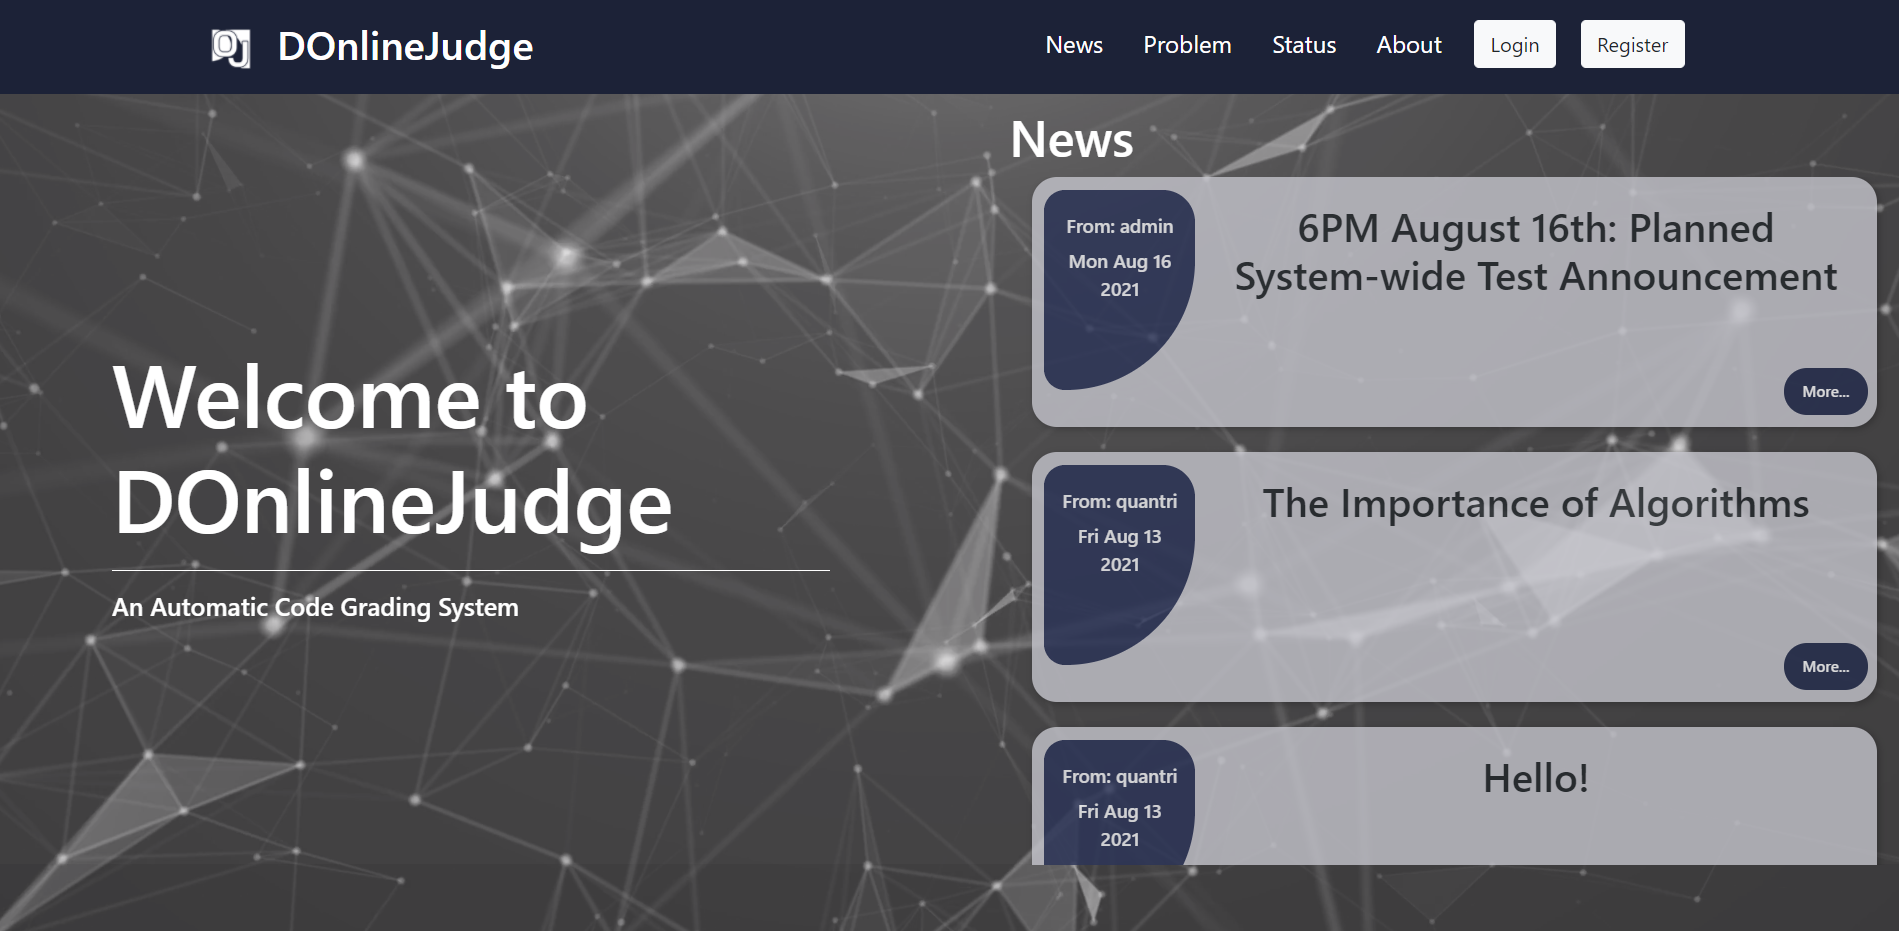 OJ
DOnlineJudge
News
Problem
Status
About
Login
Register
Welcome to
DOnlineJudge
An Automatic Code Grading System
News
From: admin
Mon Aug 16
2021
6PM August 16th: Planned
System-wide Test Announcement
More...
From: quantri
Fri Aug 13
2021
The Importance of Algorithms
More...
From: quantri
Fri Aug 13
2021
Hello!